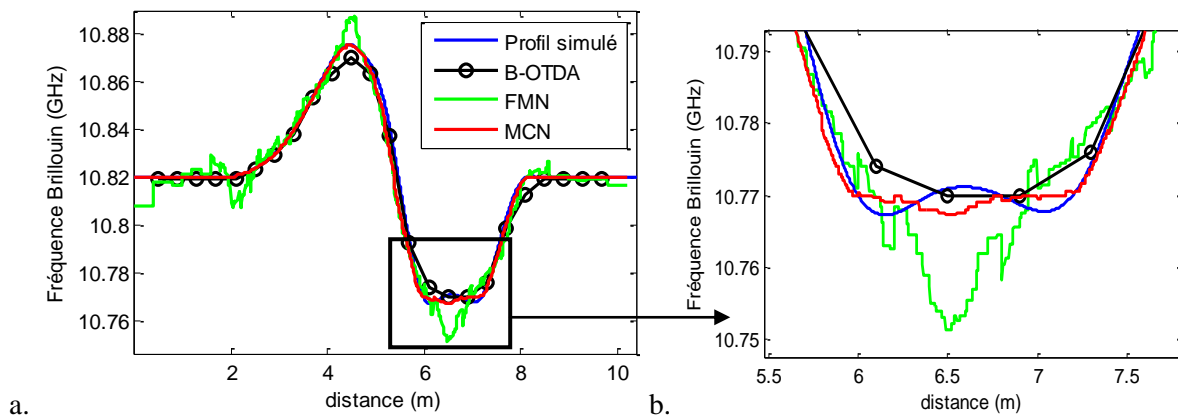 10.88
10.86
10.84
10.82
10.8
10.78
10.76
Fréquence Brillouin (GHz)
2
4
6
8
10
distance (m)
Profil simulé
B-OTDA
FMN
MCN
a.
10.79
10.78
10.77
10.76
10.75
Fréquence Brillouin (GHz)
5.5
6
6.5
7
7.5
distance (m)
b.